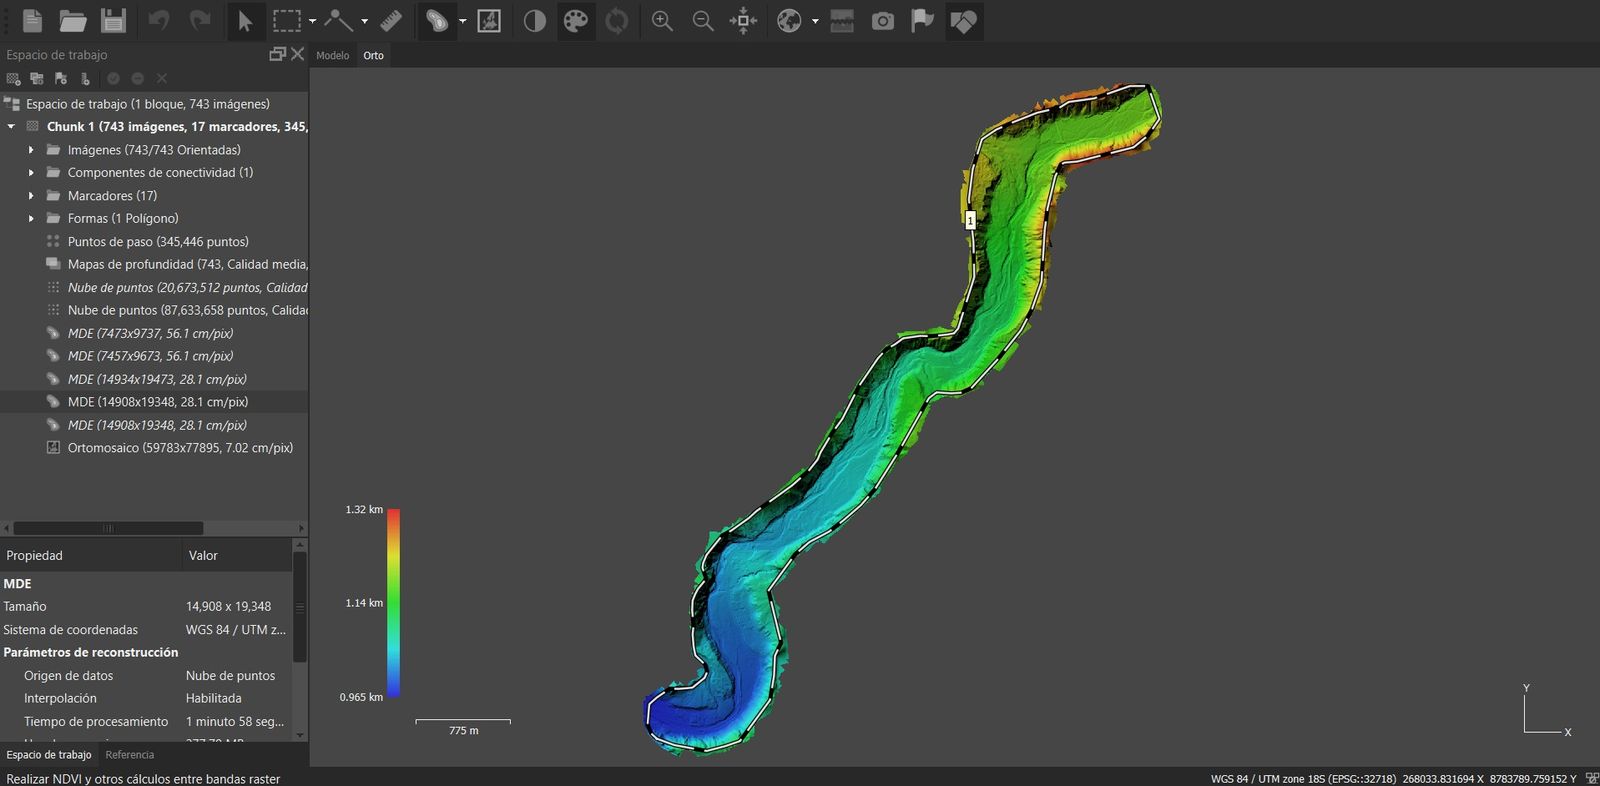 Espacio de trabajo
Modelo
Orto
Espacio de trabajo (1 bloque, 743 imágenes)
Chunk 1 (743 imágenes, 17 marcadores, 345,
Imágenes (743/743 Orientadas)
Componentes de conectividad (1)
Marcadores (17)
Formas (1 Polígono)
Puntos de paso (345,446 puntos)
Mapas de profundidad (743, Calidad media,
Nube de puntos (20,673,512 puntos, Calidad
Nube de puntos (87,633,658 puntos, Calidad
MDE (7473x9737, 56.1 cm/pix)
MDE (7457x9673, 56.1 cm/pix)
MDE (14934x19473, 28.1 cm/pix)
MDE (14908x19348, 28.1 cm/pix)
MDE (14908x19348, 28.1 cm/pix)
Ortomosaico (59783x77895, 7.02 cm/pix)
Propiedad Valor
MDE
Tamaño 14,908 x 19,348
Sistema de coordenadas WGS 84 / UTM z...
Parámetros de reconstrucción
Origen de datos Nube de puntos
Interpolación Habilitada
Tiempo de procesamiento 1 minuto 58 seg...
Espacio de trabajo Referencia
1
1.32 km
1.14 km
0.965 km
775 m
Y
X
Realizar NDVI y otros cálculos entre bandas raster
WGS 84 / UTM zone 18S (EPSG::32718) 268033.831694 X 8783789.759152 Y